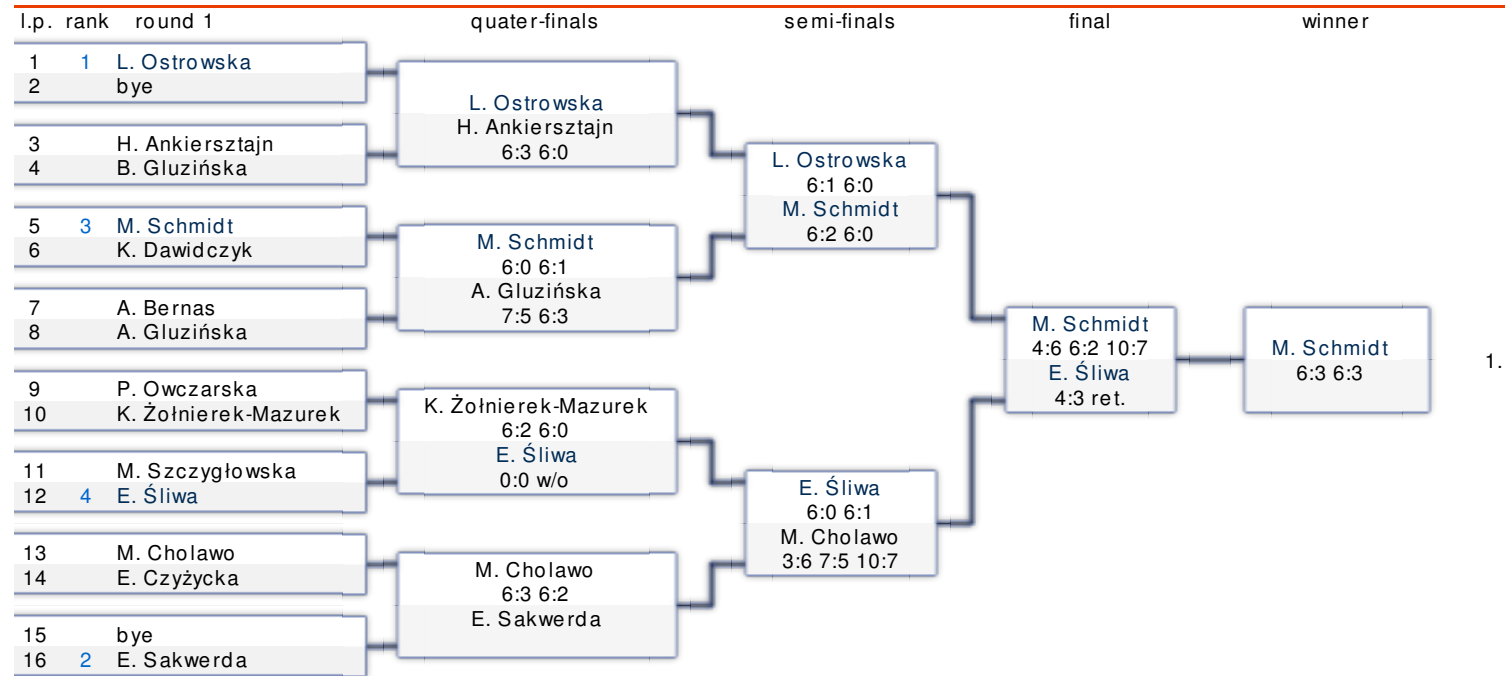 l.p. rank round 1 quater-finals semi-finals final winner
1 1 L. Ostrowska
2 bye
3 H. Ankiersztajn
4 B. Gluzińska
5 3 M. Schmidt
6 K. Dawidczyk
7 A. Bernas
8 A. Gluzińska
9 P. Owczarska
10 K. Żołnierek-Mazurek
11 M. Szczygłowska
12 4 E. Śliwa
13 M. Cholawo
14 E. Czyżycka
15 bye
16 2 E. Sakwerda
L. Ostrowska
H. Ankiersztajn
6:3 6:0
M. Schmidt
6:0 6:1
A. Gluzińska
7:5 6:3
K. Żołnierek-Mazurek
6:2 6:0
E. Śliwa
0:0 w/o
M. Cholawo
6:3 6:2
E. Sakwerda
L. Ostrowska
6:1 6:0
M. Schmidt
6:2 6:0
E. Śliwa
6:0 6:1
M. Cholawo
3:6 7:5 10:7
M. Schmidt
4:6 6:2 10:7
E. Śliwa
4:3 ret.
M. Schmidt
6:3 6:3
1.